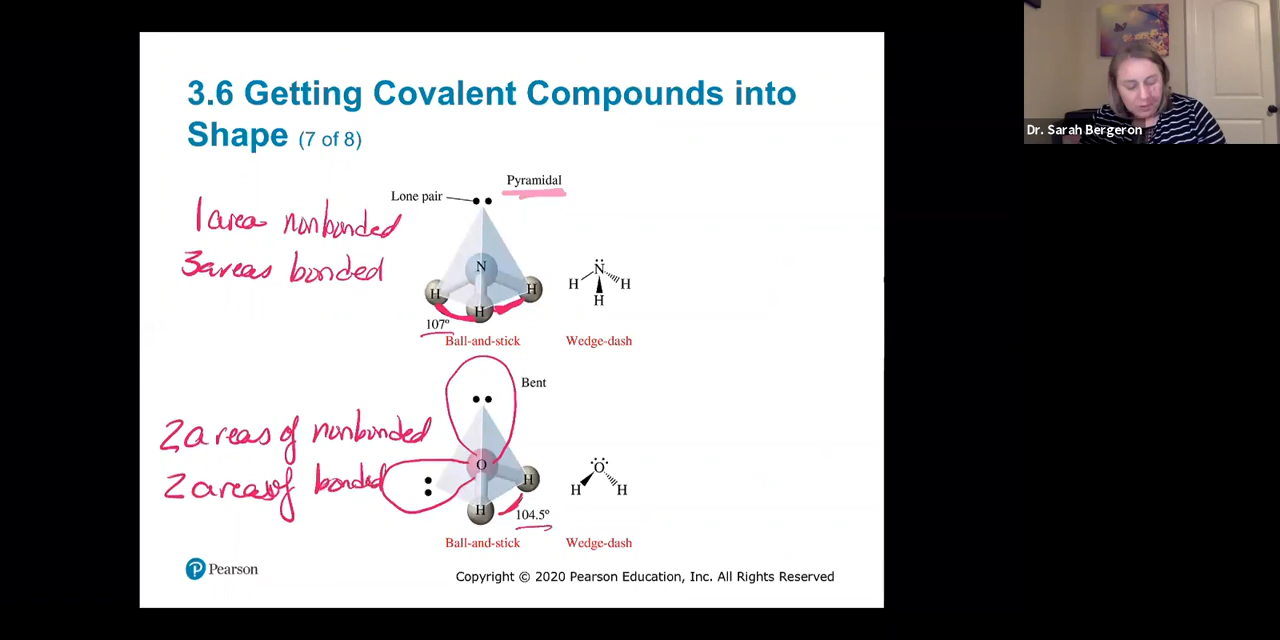 3.6 Getting Covalent Compounds into
Shape (7 of 8)
Pyramidal
Lone pair
1 area nonbonded
3 areas bonded
N
H
H
H
107°
Ball-and-stick
N
H
H
H
Wedge-dash
Bent
2 areas of nonbonded
2 areas of bonded
O
H
H
104.5°
Ball-and-stick
O
H
H
Wedge-dash
Pearson
Copyright © 2020 Pearson Education, Inc. All Rights Reserved
Dr. Sarah Bergeron